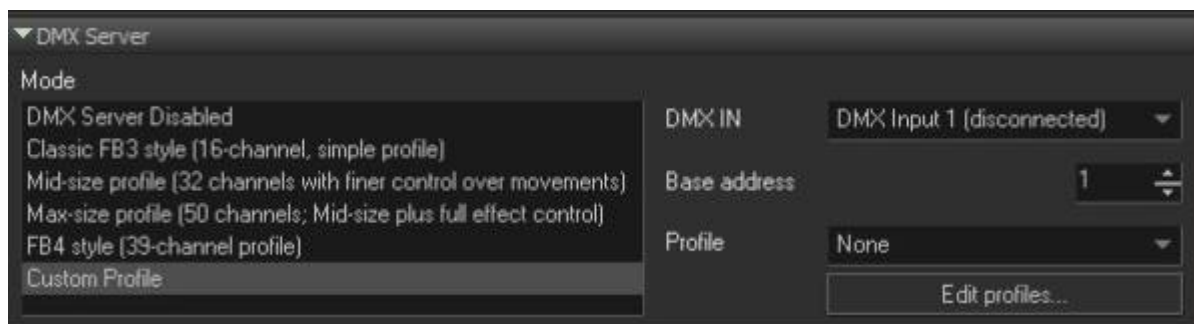 DMX Server
Mode
DMX Server Disabled
Classic FB3 style (16-channel, simple profile)
Mid-size profile (32 channels with finer control over movements)
Max-size profile (50 channels; Mid-size plus full effect control)
FB4 style (39-channel profile)
Custom Profile
DMX IN
DMX Input 1 (disconnected)
Base address
1
Profile
None
Edit profiles...